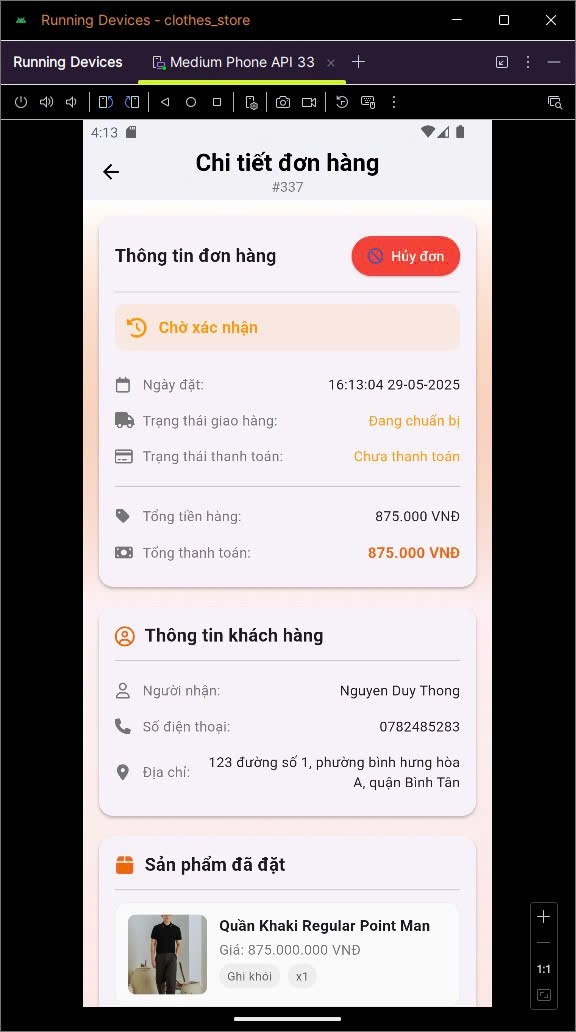 Running Devices - clothes_store
Running Devices
Medium Phone API 33
4:13
Chi tiết đơn hàng
#337
Thông tin đơn hàng
Hủy đơn
Chờ xác nhận
Ngày đặt: 16:13:04 29-05-2025
Trạng thái giao hàng: Đang chuẩn bị
Trạng thái thanh toán: Chưa thanh toán
Tổng tiền hàng: 875.000 VNĐ
Tổng thanh toán: 875.000 VNĐ
Thông tin khách hàng
Người nhận: Nguyen Duy Thong
Số điện thoại: 0782485283
Địa chỉ: 123 đường số 1, phường bình hưng hòa
A, quận Bình Tân
Sản phẩm đã đặt
Quần Khaki Regular Point Man
Giá: 875.000.000 VNĐ
Ghi khói x1
1:1